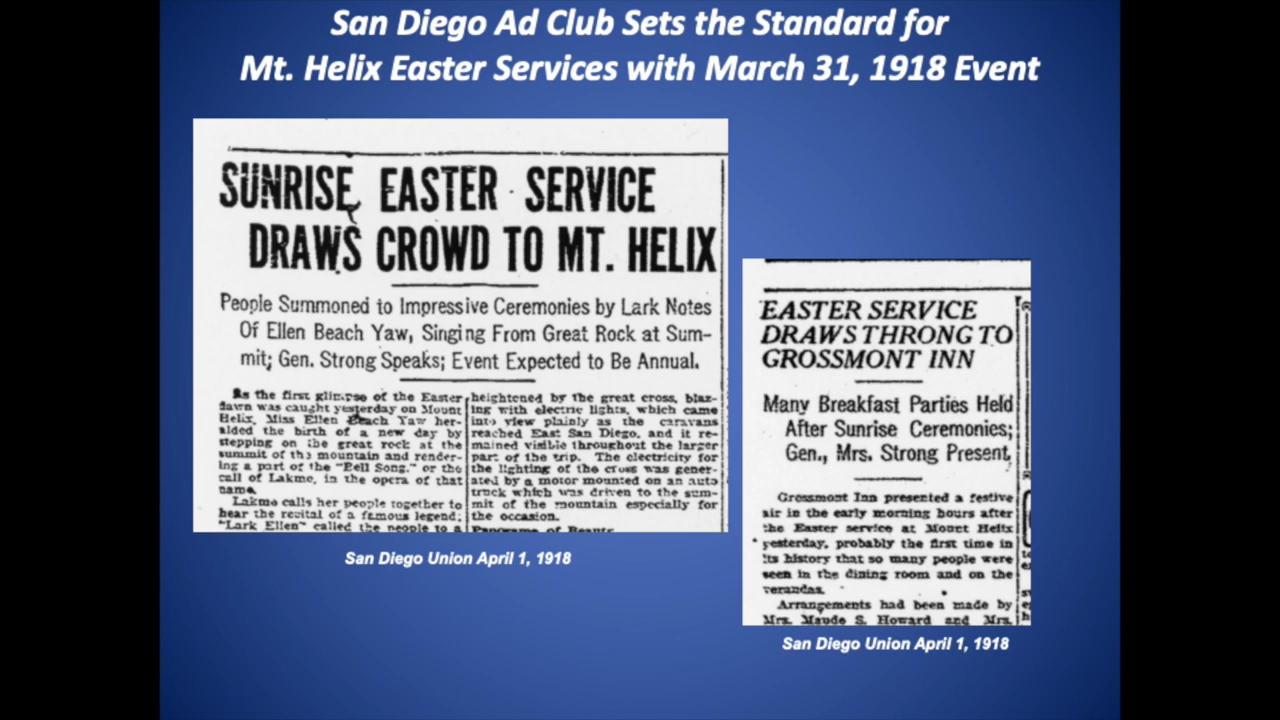 San Diego Ad Club Sets the Standard for
Mt. Helix Easter Services with March 31, 1918 Event
SUNRISE EASTER SERVICE
DRAWS CROWD TO MT. HELIX
People Summoned to Impressive Ceremonies by Lark Notes
Of Ellen Beach Yaw, Singing From Great Rock at Sum-
mit; Gen. Strong Speaks; Event Expected to Be Annual.
As the first glimpse of the Easter
dawn was caught yesterday on Mount
Helix, Miss Ellen Beach Yaw her-
alded the birth of a new day by
stepping on the great rock at the
summit of the mountain and render-
ing a part of the "Bell Song," or the
call of Lakme, in the opera of that
name.
Lakme calls her people together to
hear the recital of a famous legend;
"Lark Ellen" called the people to a
heightened by the great cross, blaz-
ing with electric lights, which came
into view plainly as the caravans
reached East San Diego, and it re-
mained visible throughout the larger
part of the trip. The electricity for
the lighting of the cross was gener-
ated by a motor mounted on an auto
truck which was driven to the sum-
mit of the mountain especially for
the occasion.
Panorama of Beauty
San Diego Union April 1, 1918
EASTER SERVICE
DRAWS THRONG TO
GROSSMONT INN
Many Breakfast Parties Held
After Sunrise Ceremonies;
Gen., Mrs. Strong Present
Grossmont Inn presented a festive
air in the early morning hours after
the Easter service at Mount Helix
yesterday, probably the first time in
its history that so many people were
seen in the dining room and on the
verandas.
Arrangements had been made by
Mrs. Maude S. Howard and Mrs.
San Diego Union April 1, 1918